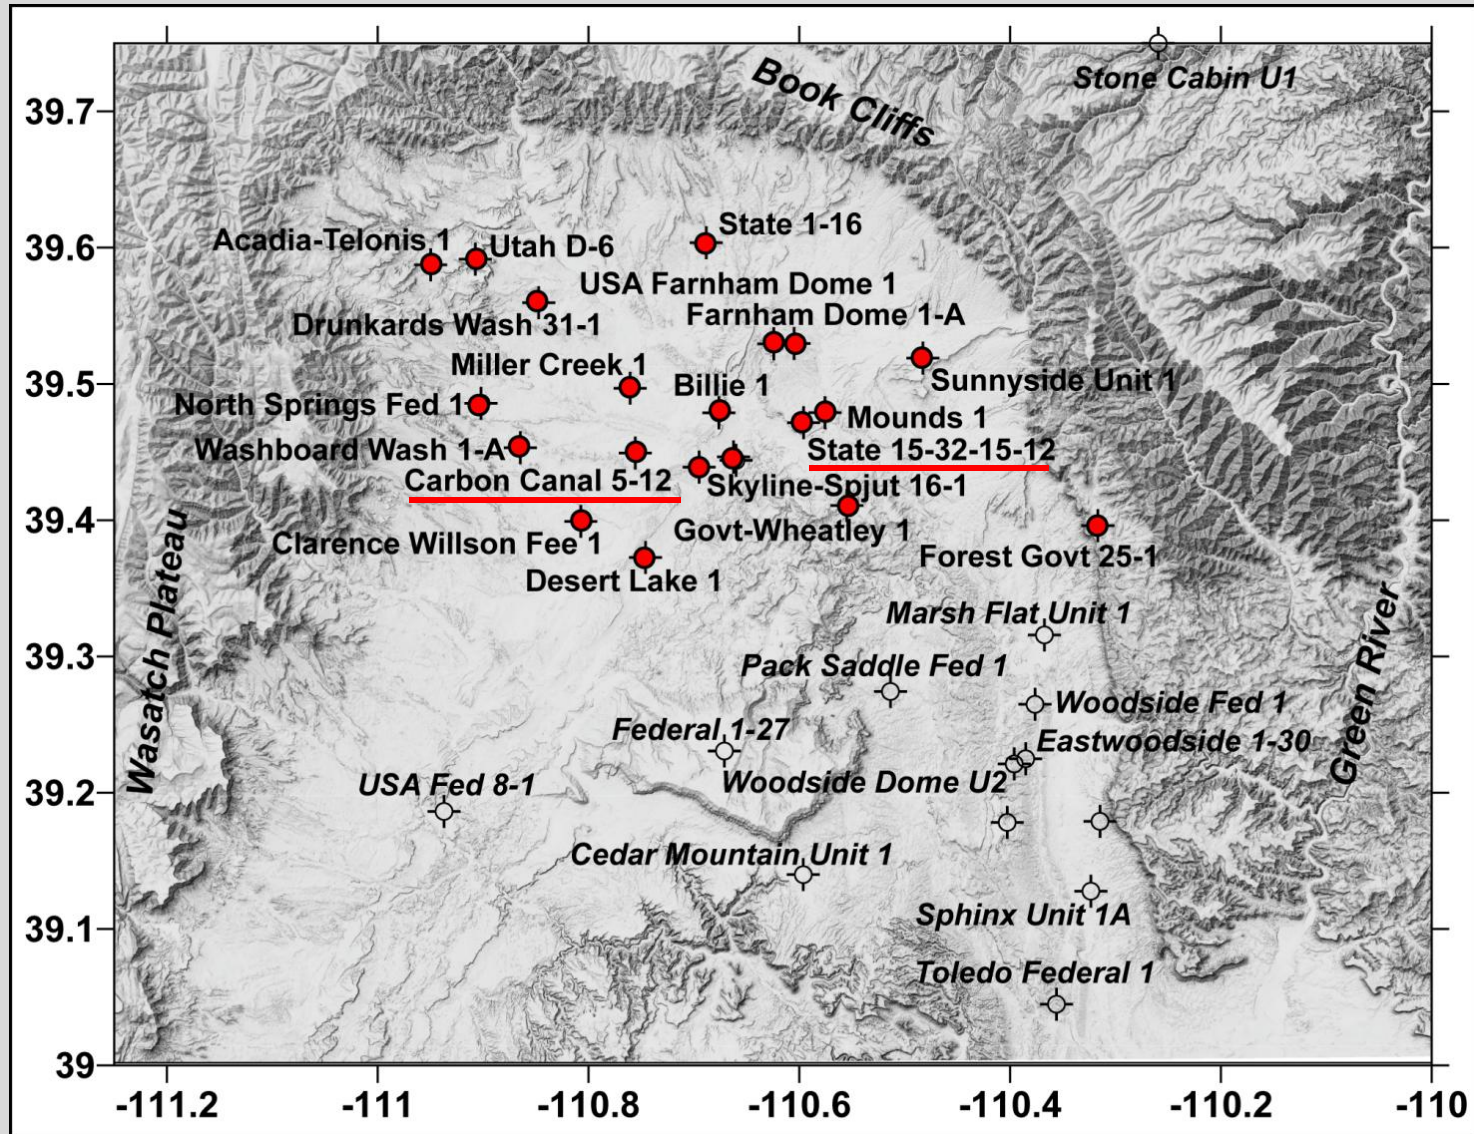 Book Cliffs
Stone Cabin U1
39.7
State 1-16
Acadia-Telonis 1
Utah D-6
39.6
USA Farnham Dome 1
Farnham Dome 1-A
Drunkards Wash 31-1
Miller Creek 1
Billie 1
Sunnyside Unit 1
39.5
North Springs Fed 1
Mounds 1
Washboard Wash 1-A
State 15-32-15-12
Carbon Canal 5-12
Skyline-Spjut 16-1
39.4
Govt-Wheatley 1
Clarence Willson Fee 1
Forest Govt 25-1
Desert Lake 1
Wasatch Plateau
Marsh Flat Unit 1
39.3
Pack Saddle Fed 1
Green River
Woodside Fed 1
Federal 1-27
Eastwoodside 1-30
USA Fed 8-1
Woodside Dome U2
39.2
Cedar Mountain Unit 1
Sphinx Unit 1A
39.1
Toledo Federal 1
39
-111.2
-111
-110.8
-110.6
-110.4
-110.2
-110